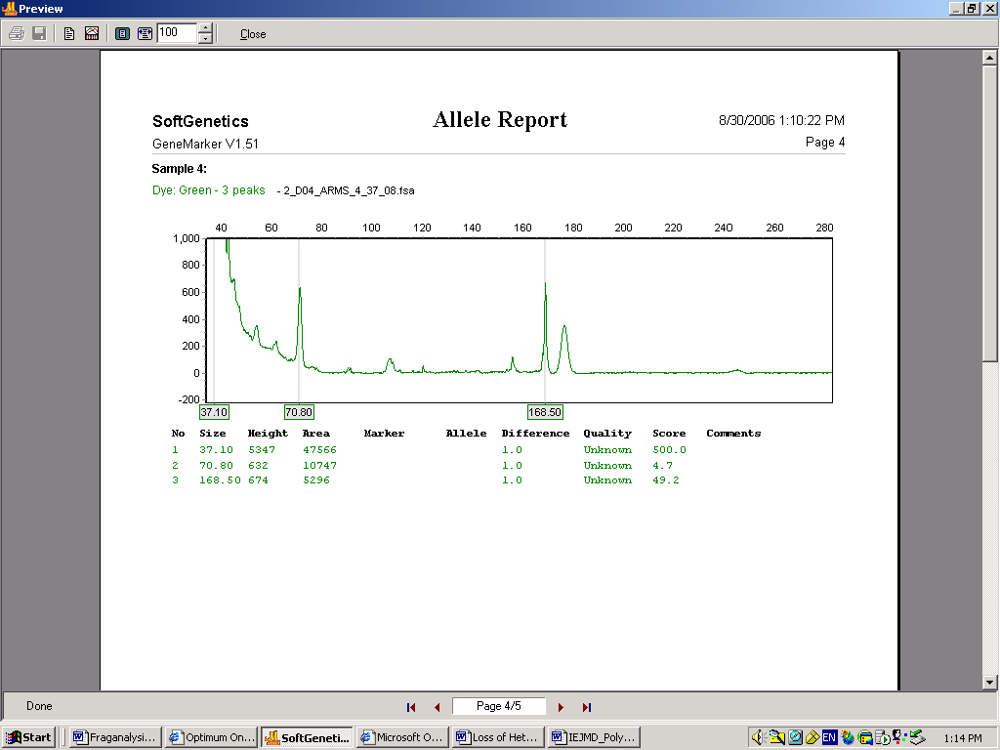 Preview
100 Close
SoftGenetics Allele Report 8/30/2006 1:10:22 PM
GeneMarker V1.51 Page 4
Sample 4:
Dye: Green - 3 peaks - 2_D04_ARMS_4_37_08.fsa
40 60 80 100 120 140 160 180 200 220 240 260 280
1,000
800
600
400
200
0
-200
37.10 70.80 168.50
No Size Height Area Marker Allele Difference Quality Score Comments
1 37.10 5347 47566 1.0 Unknown 500.0
2 70.80 632 10747 1.0 Unknown 4.7
3 168.50 674 5296 1.0 Unknown 49.2
Done Page 4/5
Start Fraganalysi... Optimum On... SoftGeneti... Microsoft O... Loss of Het... IEJMD_Poly... EN 1:14 PM